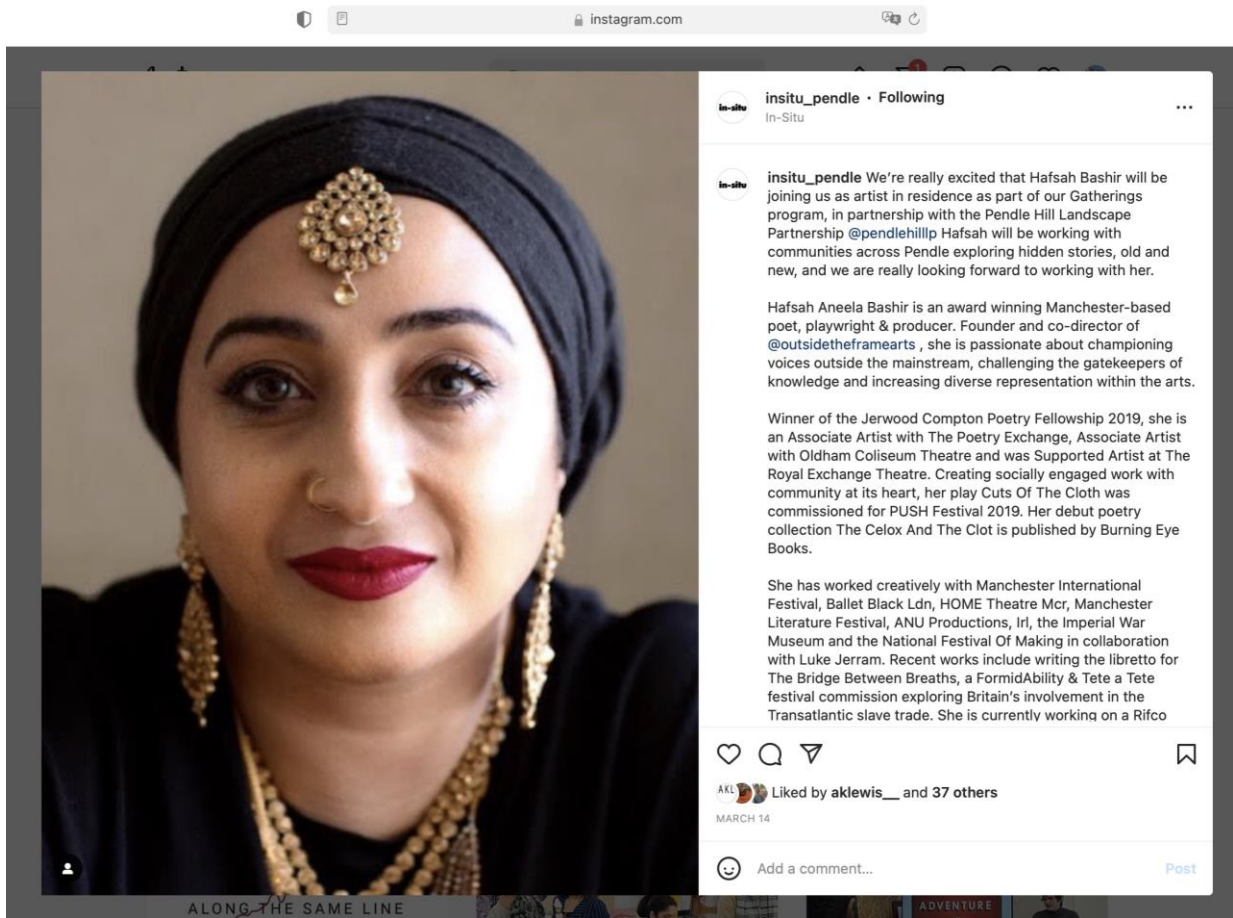 instagram.com
1
in-situ
insitu_pendle • Following
In-Situ
in-situ
insitu_pendle We’re really excited that Hafsah Bashir will be
joining us as artist in residence as part of our Gatherings
program, in partnership with the Pendle Hill Landscape
Partnership @pendlehilllp Hafsah will be working with
communities across Pendle exploring hidden stories, old and
new, and we are really looking forward to working with her.
Hafsah Aneela Bashir is an award winning Manchester-based
poet, playwright & producer. Founder and co-director of
@outsidetheframearts , she is passionate about championing
voices outside the mainstream, challenging the gatekeepers of
knowledge and increasing diverse representation within the arts.
Winner of the Jerwood Compton Poetry Fellowship 2019, she is
an Associate Artist with The Poetry Exchange, Associate Artist
with Oldham Coliseum Theatre and was Supported Artist at The
Royal Exchange Theatre. Creating socially engaged work with
community at its heart, her play Cuts Of The Cloth was
commissioned for PUSH Festival 2019. Her debut poetry
collection The Celox And The Clot is published by Burning Eye
Books.
She has worked creatively with Manchester International
Festival, Ballet Black Ldn, HOME Theatre Mcr, Manchester
Literature Festival, ANU Productions, Irl, the Imperial War
Museum and the National Festival Of Making in collaboration
with Luke Jerram. Recent works include writing the libretto for
The Bridge Between Breaths, a FormidAbility & Tete a Tete
festival commission exploring Britain’s involvement in the
Transatlantic slave trade. She is currently working on a Rifco
AKL
Liked by aklewis__ and 37 others
MARCH 14
Add a comment...
Post
ALONG THE SAME LINE
ADVENTURE